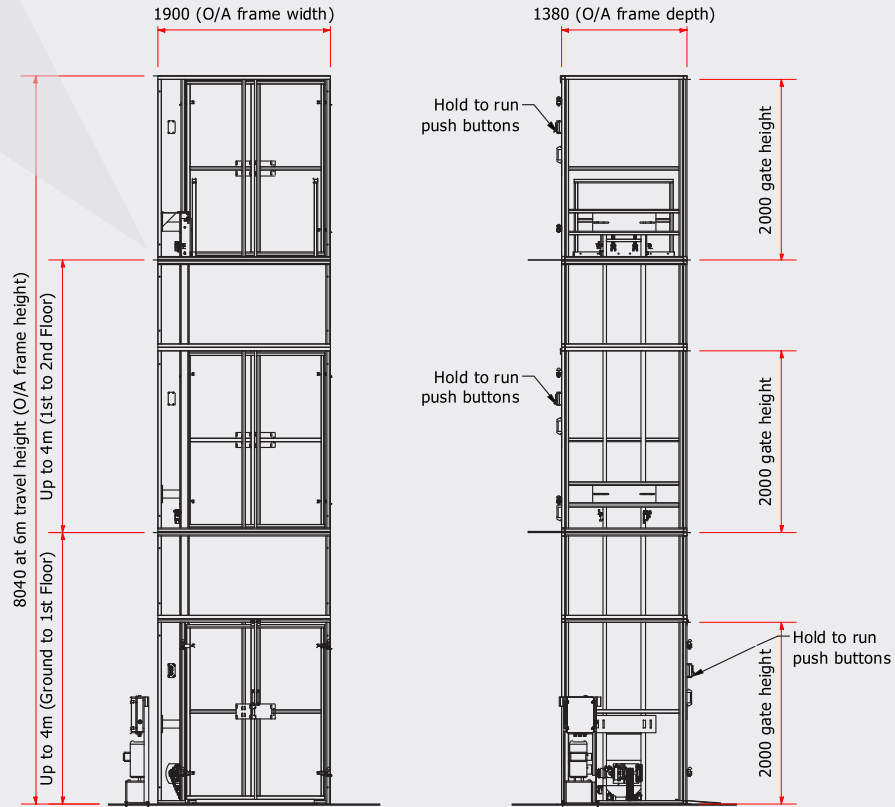 1900 (O/A frame width)
1380 (O/A frame depth)
8040 at 6m travel height (O/A frame height)
Up to 4m (1st to 2nd Floor)
Up to 4m (Ground to 1st Floor)
Hold to run
push buttons
2000 gate height
Hold to run
push buttons
2000 gate height
Hold to run
push buttons
2000 gate height